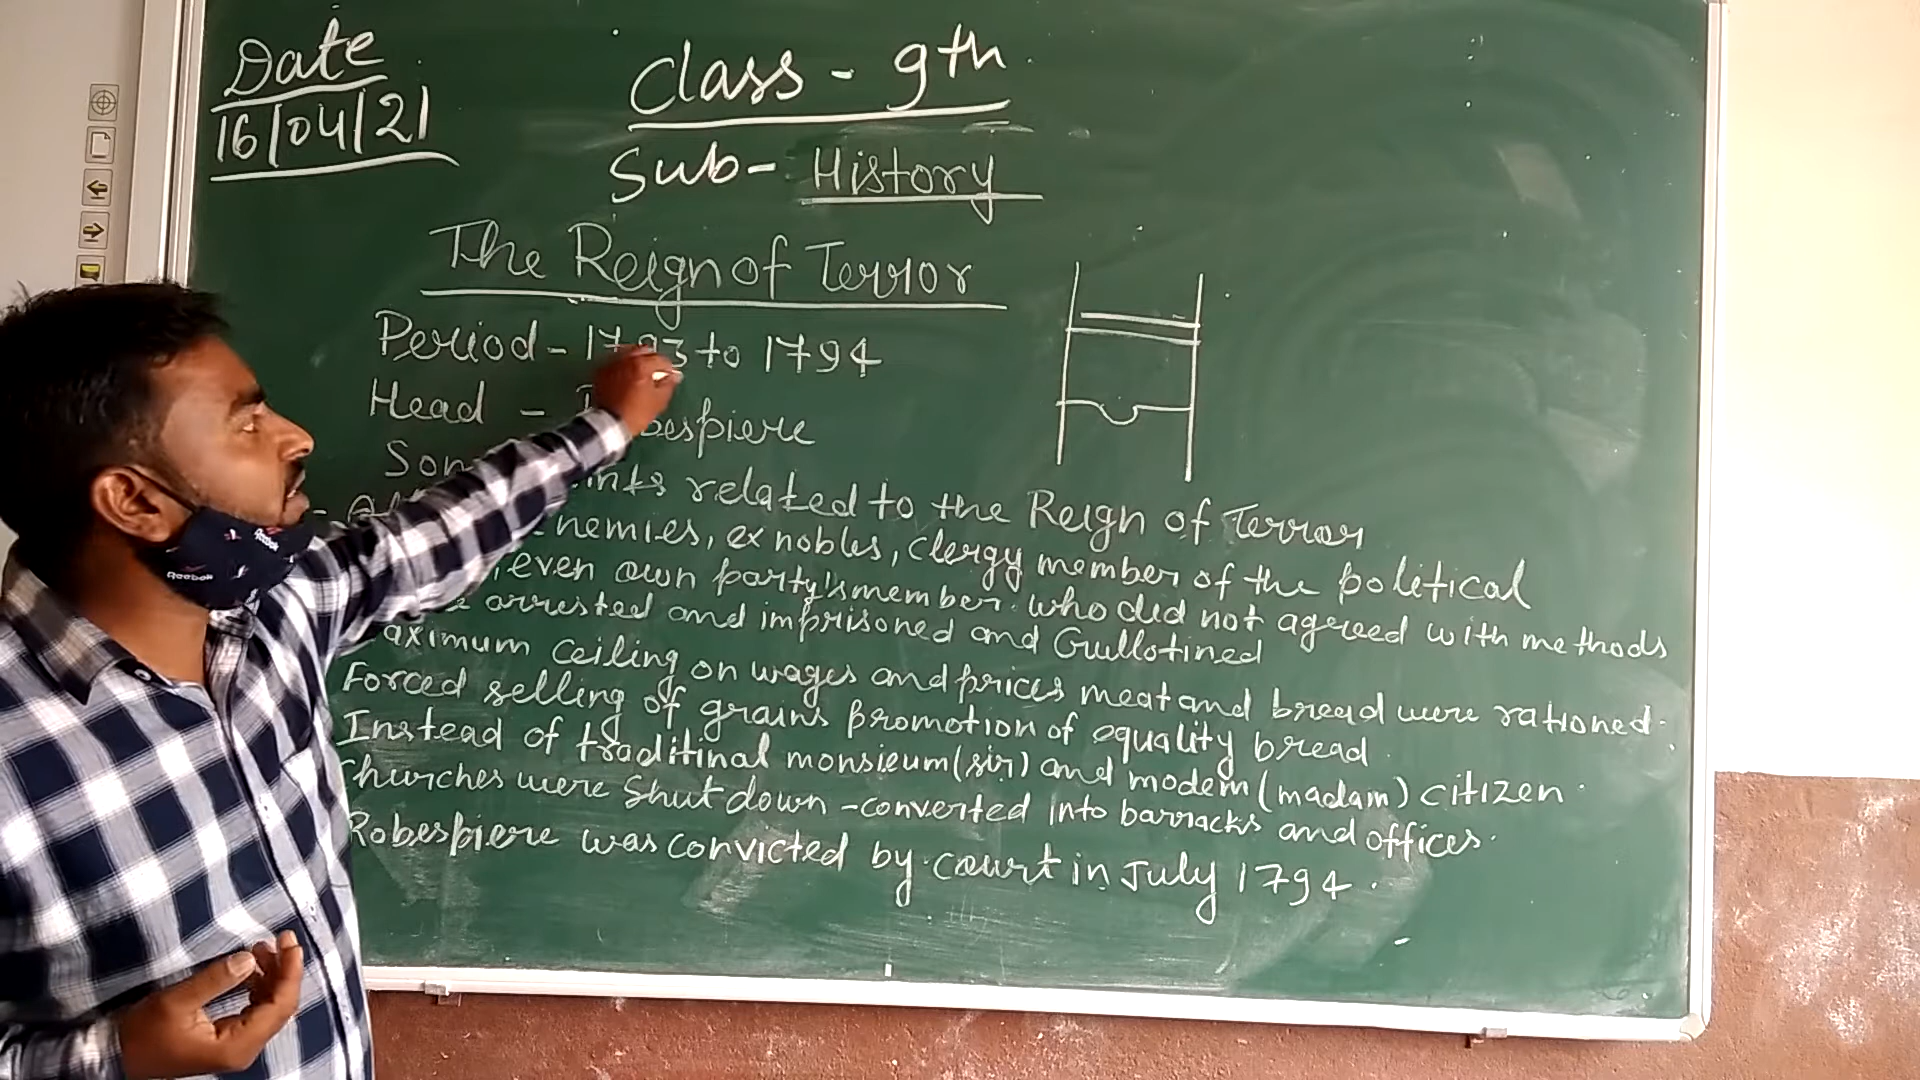 Date
16/04/21
Class - 9th
Sub - History
The Reign of Terror
Period - 1793 to 1794
Head -
related to the Reign of Terror
nemies, ex nobles, clergy member of the political
, even own party's member who did not agreed with methods
arrested and imprisoned and Gullotined
aximum ceiling on wages and prices meat and bread were rationed.
Forced selling of grains promotion of equality bread.
Instead of traditinal monsieum (sir) and modem (madam) citizen.
Churches were Shut down - converted into barracks and offices.
Robespiere was convicted by court in July 1794.
Reebok
Reebok